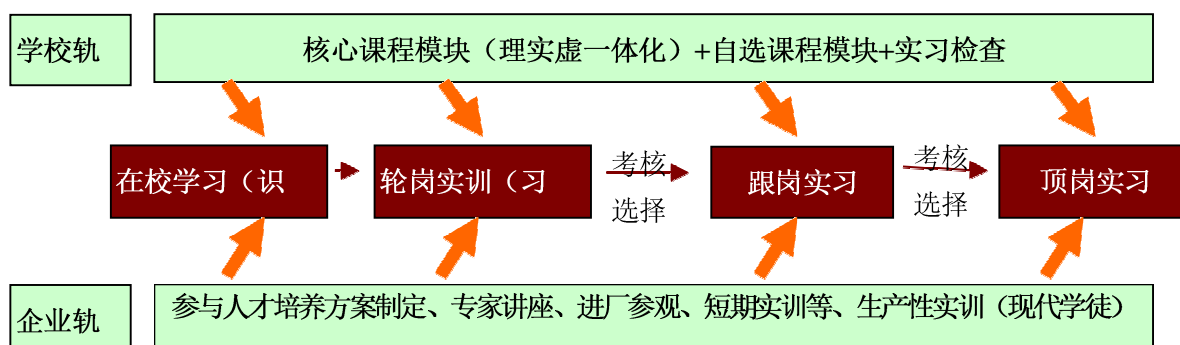 学校轨
核心课程模块（理实虚一体化）+自选课程模块+实习检查
在校学习（识
轮岗实训（习
考核
选择
跟岗实习
考核
选择
顶岗实习
企业轨
参与人才培养方案制定、专家讲座、进厂参观、短期实训等、生产性实训（现代学徒）